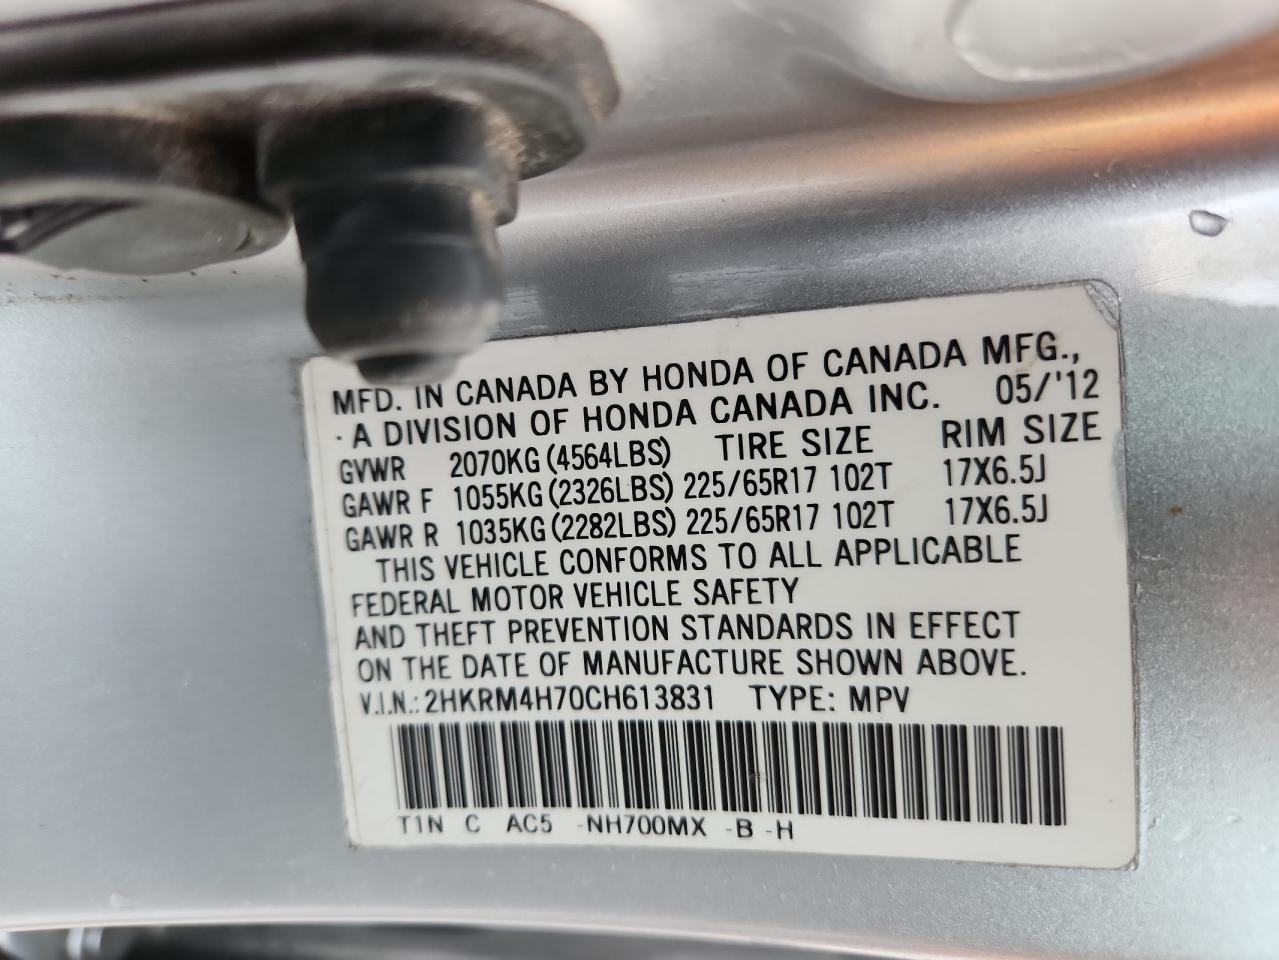 MFD. IN CANADA BY HONDA OF CANADA MFG.,
A DIVISION OF HONDA CANADA INC. 05/'12
GVWR 2070KG (4564LBS) TIRE SIZE RIM SIZE
GAWR F 1055KG (2326LBS) 225/65R17 102T 17X6.5J
GAWR R 1035KG (2282LBS) 225/65R17 102T 17X6.5J
THIS VEHICLE CONFORMS TO ALL APPLICABLE
FEDERAL MOTOR VEHICLE SAFETY
AND THEFT PREVENTION STANDARDS IN EFFECT
ON THE DATE OF MANUFACTURE SHOWN ABOVE.
V.I.N.: 2HKRM4H70CH613831 TYPE: MPV
T1N C AC5 -NH700MX -B -H